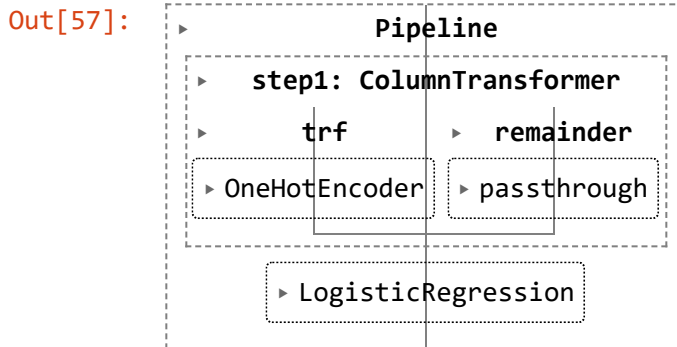 Out[57]:
Pipeline
step1: ColumnTransformer
trf remainder
OneHotEncoder passthrough
LogisticRegression